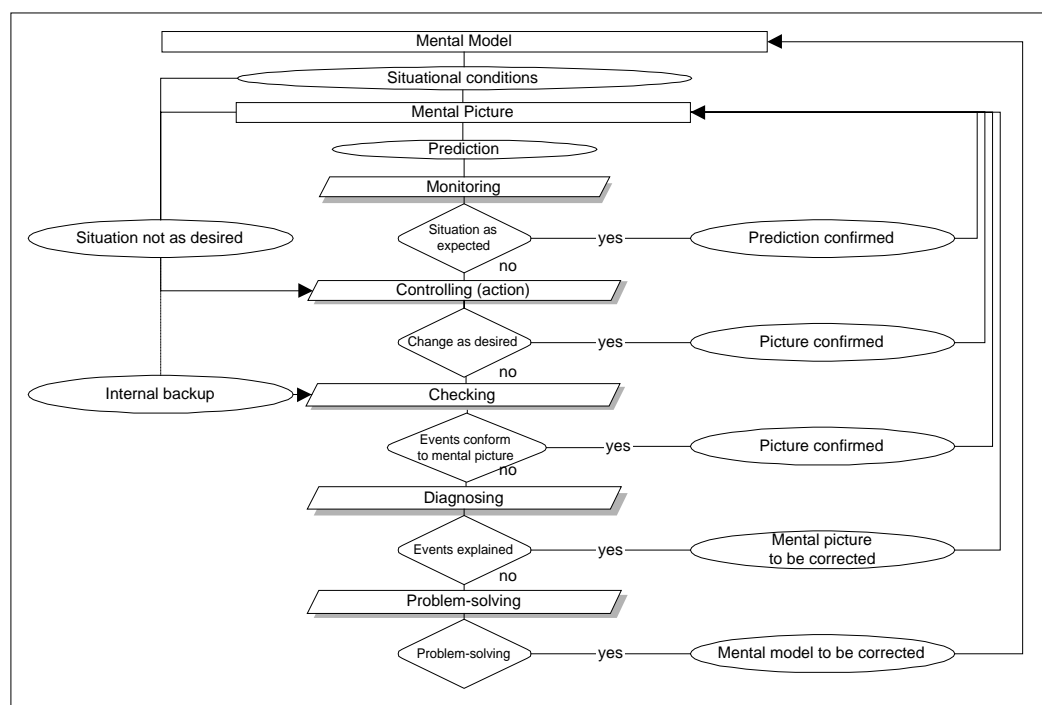 Mental Model
Situational conditions
Mental Picture
Prediction
Monitoring
Situation not as desired
Situation as
expected
yes
Prediction confirmed
no
Controlling (action)
Change as desired
yes
Picture confirmed
no
Internal backup
Checking
Events conform
to mental picture
yes
Picture confirmed
no
Diagnosing
Events explained
yes
Mental picture
to be corrected
no
Problem-solving
Problem-solving
yes
Mental model to be corrected